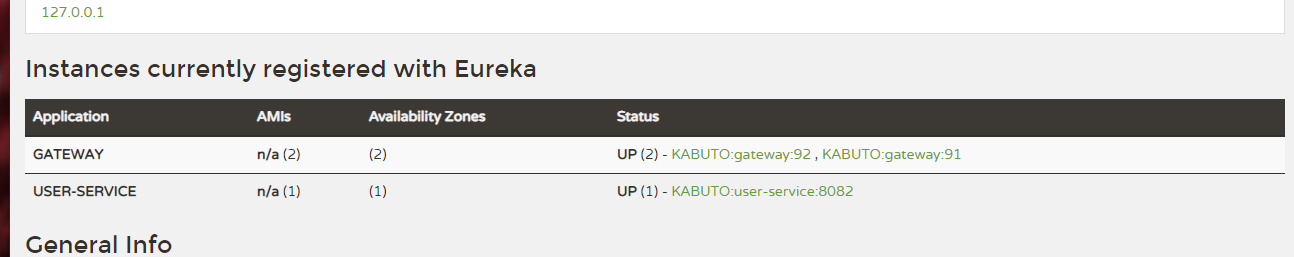 127.0.0.1
Instances currently registered with Eureka
Application AMIs Availability Zones Status
GATEWAY n/a (2) (2) UP (2) - KABUTO:gateway:92 , KABUTO:gateway:91
USER-SERVICE n/a (1) (1) UP (1) - KABUTO:user-service:8082
General Info